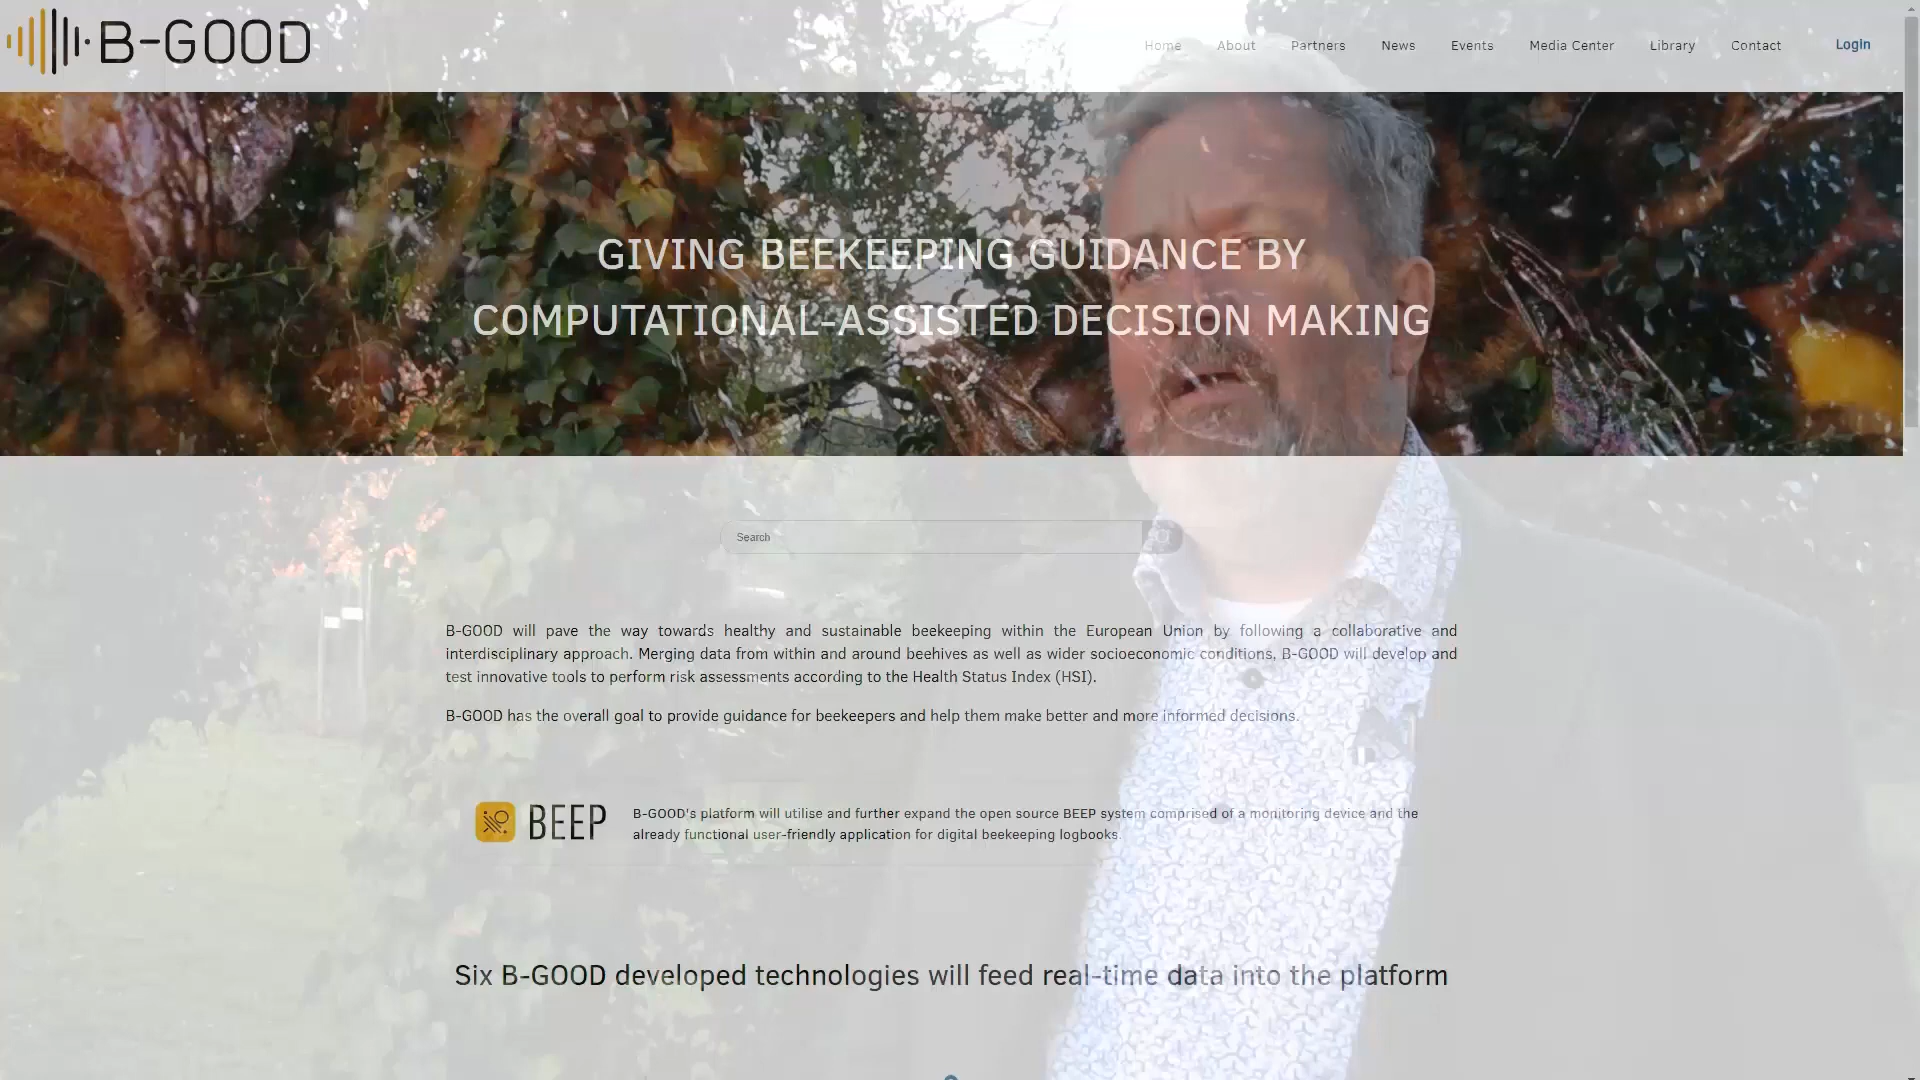 B-GOOD
Home About Partners News Events Media Center Library Contact Login
GIVING BEEKEEPING GUIDANCE BY
COMPUTATIONAL-ASSISTED DECISION MAKING
Search
B-GOOD will pave the way towards healthy and sustainable beekeeping within the European Union by following a collaborative and
interdisciplinary approach. Merging data from within and around beehives as well as wider socioeconomic conditions, B-GOOD will develop and
test innovative tools to perform risk assessments according to the Health Status Index (HSI).
B-GOOD has the overall goal to provide guidance for beekeepers and help them make better and more informed decisions.
BEEP
B-GOOD's platform will utilise and further expand the open source BEEP system comprised of a monitoring device and the
already functional user-friendly application for digital beekeeping logbooks.
Six B-GOOD developed technologies will feed real-time data into the platform